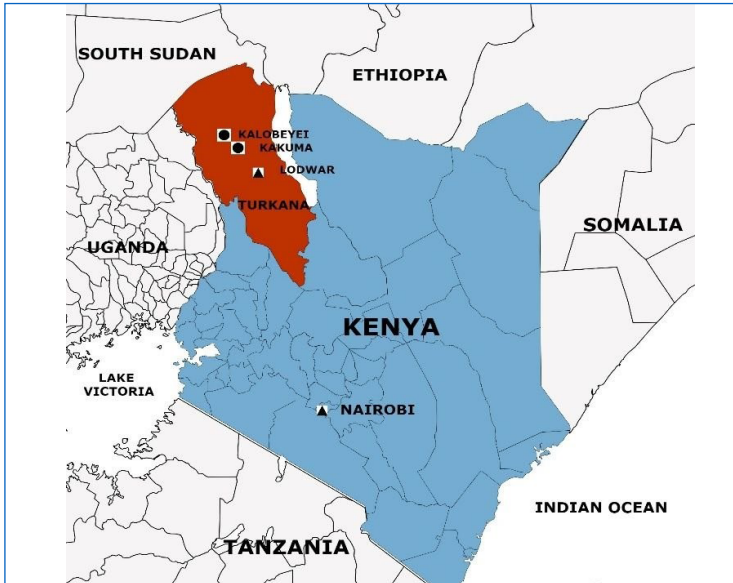 SOUTH SUDAN
ETHIOPIA
KALOBEYEI
KAKUMA
LODWAR
TURKANA
SOMALIA
UGANDA
KENYA
LAKE
VICTORIA
NAIROBI
INDIAN OCEAN
TANZANIA